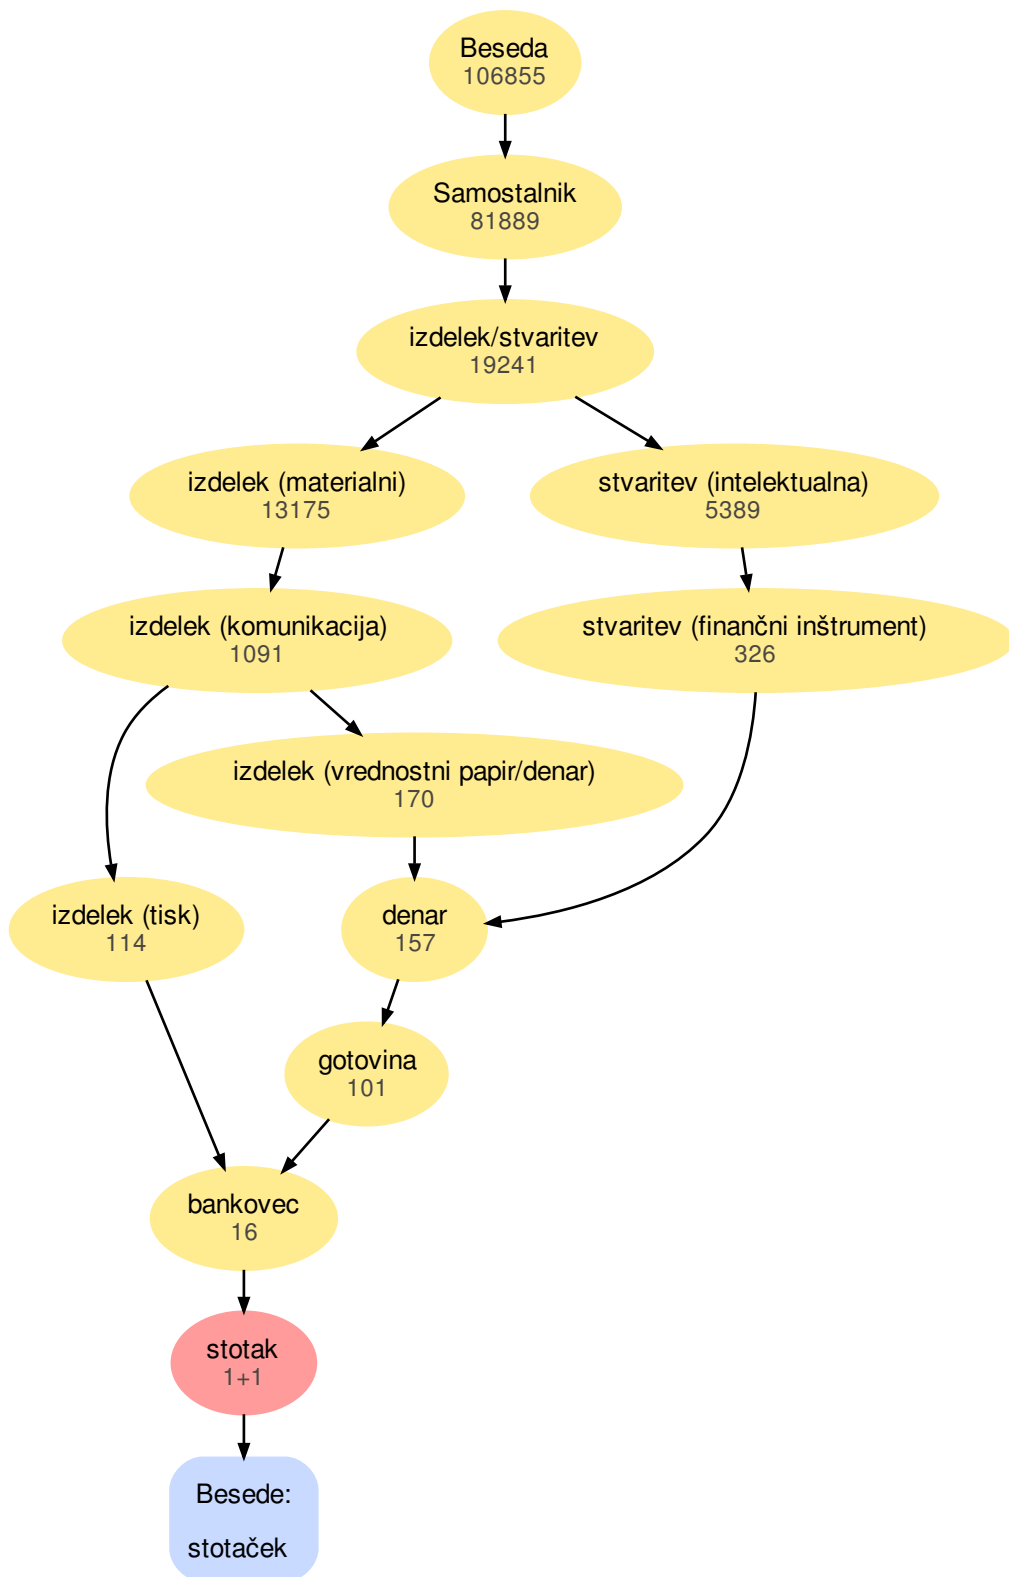 Beseda
106855
Samostalnik
81889
izdelek/stvaritev
19241
izdelek (materialni)
13175
stvaritev (intelektualna)
5389
izdelek (komunikacija)
1091
stvaritev (finančni inštrument)
326
izdelek (vrednostni papir/denar)
170
izdelek (tisk)
114
denar
157
gotovina
101
bankovec
16
stotak
1+1
Besede:
stotaček